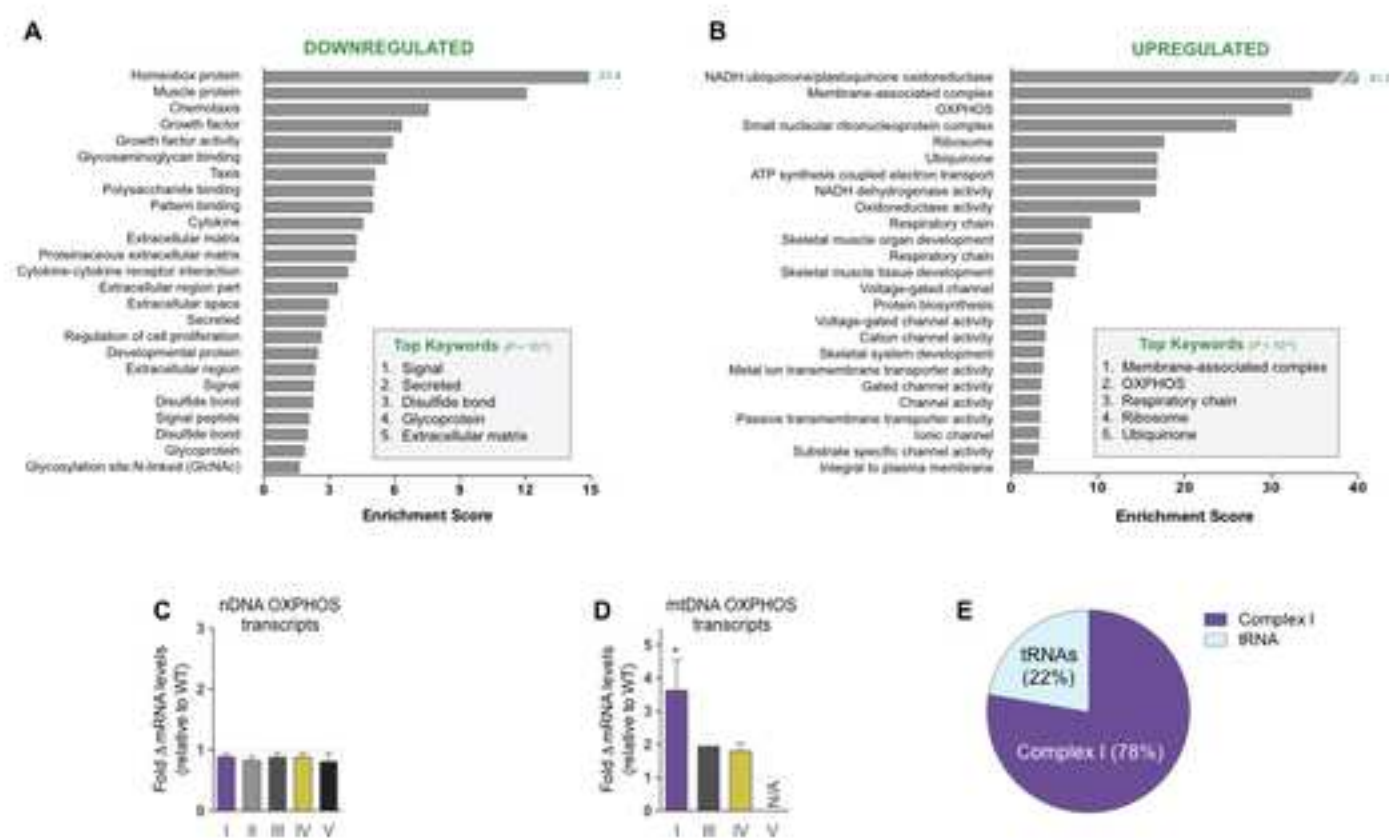 A
DOWNREGULATED
Homeobox protein
Muscle protein
Chemotaxis
Growth factor
Growth factor activity
Glycosaminoglycan binding
Taxis
Polysaccharide binding
Pattern binding
Cytokine
Extracellular matrix
Proteinaceous extracellular matrix
Cytokine-cytokine receptor interaction
Extracellular region part
Extracellular space
Secreted
Regulation of cell proliferation
Developmental protein
Extracellular region
Signal
Disulfide bond
Signal peptide
Disulfide bond
Glycoprotein
Glycosylation site:N-linked (GlcNAc)
0 3 6 9 12 15
Enrichment Score
Top Keywords
1. Signal
2. Secreted
3. Disulfide bond
4. Glycoprotein
5. Extracellular matrix
B
UPREGULATED
NADH ubiquinone/plastoquinone oxidoreductase
Membrane-associated complex
OXPHOS
Small nucleolar ribonucleoprotein complex
Ribosome
Ubiquinone
ATP synthesis coupled electron transport
NADH dehydrogenase activity
Oxidoreductase activity
Respiratory chain
Skeletal muscle organ development
Respiratory chain
Skeletal muscle tissue development
Voltage-gated channel
Protein biosynthesis
Voltage-gated channel activity
Cation channel activity
Skeletal system development
Metal ion transmembrane transporter activity
Gated channel activity
Channel activity
Passive transmembrane transporter activity
Ionic channel
Substrate specific channel activity
Integral to plasma membrane
0 10 20 30 40
Enrichment Score
Top Keywords
1. Membrane-associated complex
2. OXPHOS
3. Respiratory chain
4. Ribosome
5. Ubiquinone
C
nDNA OXPHOS
transcripts
Fold Δ mRNA levels
(relative to WT)
3
2
1
0
I II III IV V
D
mtDNA OXPHOS
transcripts
Fold Δ mRNA levels
(relative to WT)
5
4
3
2
1
0
*
N/A
I III IV V
E
tRNAs
(22%)
Complex I (78%)
Complex I
tRNA